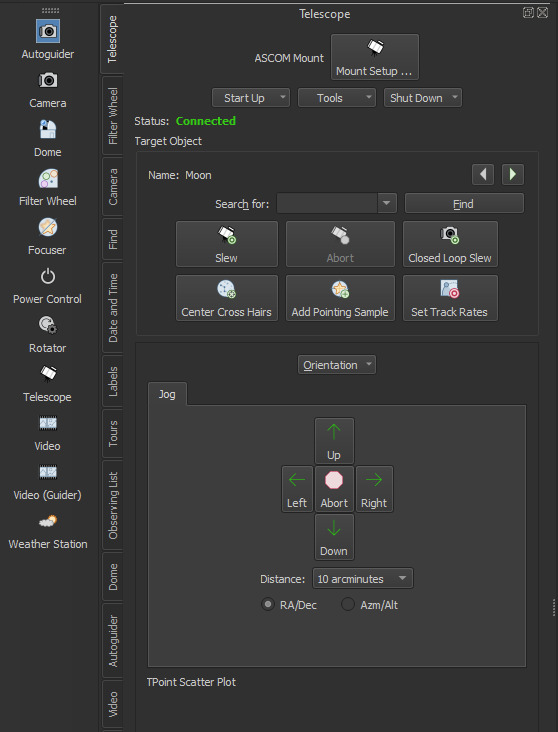 Telescope
Autoguider
Camera
Dome
Filter Wheel
Focuser
Power Control
Rotator
Telescope
Video
Video (Guider)
Weather Station
Telescope
Filter Wheel
Camera
Find
Date and Time
Labels
Tours
Observing List
Dome
Autoguider
Video
ASCOM Mount
Mount Setup ...
Start Up Tools Shut Down
Status: Connected
Target Object
Name: Moon
Search for: Find
Slew Abort Closed Loop Slew
Center Cross Hairs Add Pointing Sample Set Track Rates
Orientation
Jog
Up
Left Abort Right
Down
Distance: 10 arcminutes
RA/Dec Azm/Alt
TPoint Scatter Plot